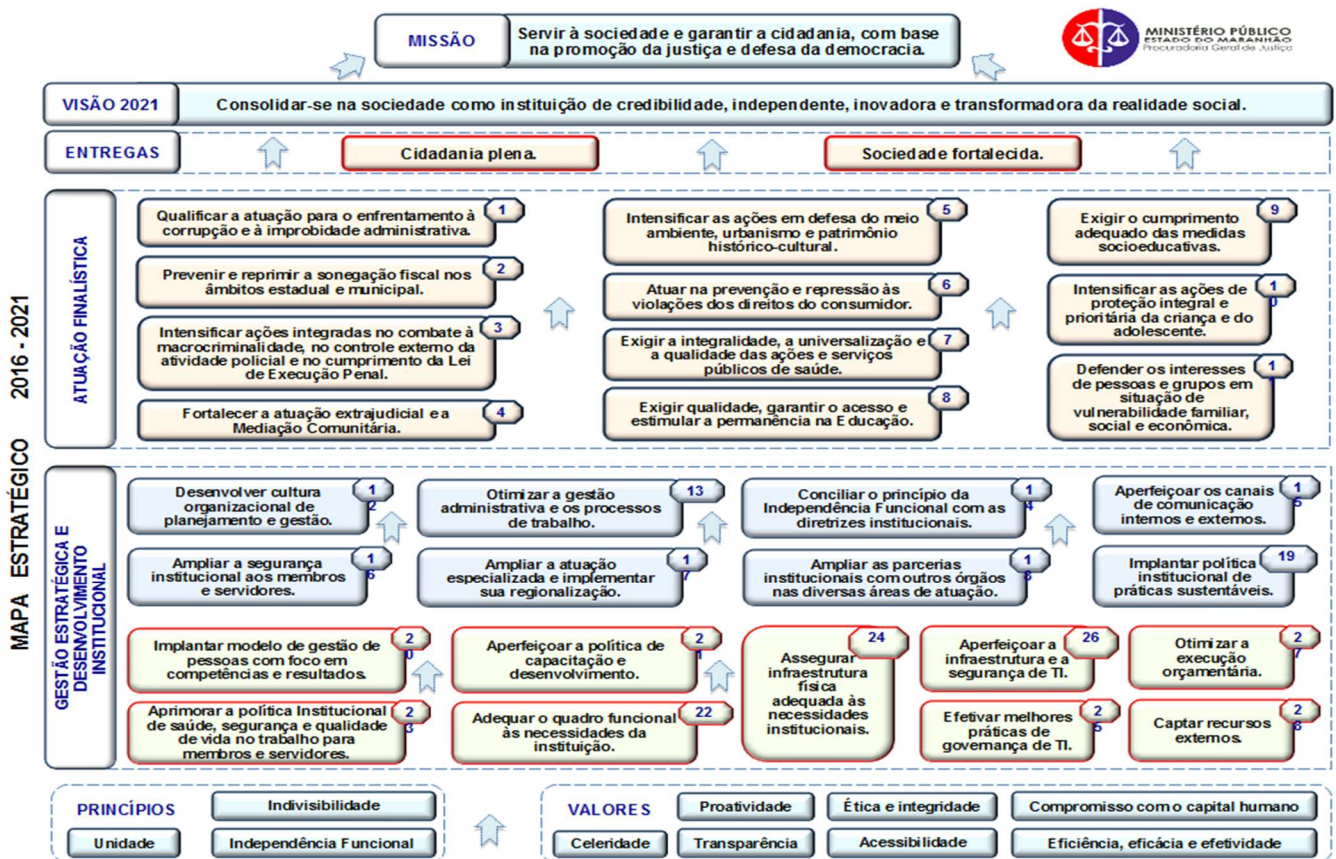 MISSÃO
Servir à sociedade e garantir a cidadania, com base
na promoção da justiça e defesa da democracia.
MINISTÉRIO PÚBLICO
ESTADO DO MARANHÃO
Procuradoria Geral de Justiça
VISÃO 2021
Consolidar-se na sociedade como instituição de credibilidade, independente, inovadora e transformadora da realidade social.
ENTREGAS
Cidadania plena.
Sociedade fortalecida.
MAPA ESTRATÉGICO 2016 - 2021
ATUAÇÃO FINALÍSTICA
Qualificar a atuação para o enfrentamento à
corrupção e à improbidade administrativa.
1
Prevenir e reprimir a sonegação fiscal nos
âmbitos estadual e municipal.
2
Intensificar ações integradas no combate à
macrocriminalidade, no controle externo da
atividade policial e no cumprimento da Lei
de Execução Penal.
3
Fortalecer a atuação extrajudicial e a
Mediação Comunitária.
4
Intensificar as ações em defesa do meio
ambiente, urbanismo e patrimônio
histórico-cultural.
5
Atuar na prevenção e repressão às
violações dos direitos do consumidor.
6
Exigir a integralidade, a universalização e
a qualidade das ações e serviços
públicos de saúde.
7
Exigir qualidade, garantir o acesso e
estimular a permanência na Educação.
8
Exigir o cumprimento
adequado das medidas
socioeducativas.
9
Intensificar as ações de
proteção integral e
prioritária da criança e do
adolescente.
10
Defender os interesses
de pessoas e grupos em
situação de
vulnerabilidade familiar,
social e econômica.
1
GESTÃO ESTRATÉGICA E
DESENVOLVIMENTO
INSTITUCIONAL
Desenvolver cultura
organizacional de
planejamento e gestão.
12
Otimizar a gestão
administrativa e os processos
de trabalho.
13
Conciliar o princípio da
Independência Funcional com as
diretrizes institucionais.
14
Aperfeiçoar os canais
de comunicação
internos e externos.
15
Ampliar a segurança
institucional aos membros
e servidores.
16
Ampliar a atuação
especializada e implementar
sua regionalização.
17
Ampliar as parcerias
institucionais com outros órgãos
nas diversas áreas de atuação.
18
Implantar política
institucional de
práticas sustentáveis.
19
Implantar modelo de gestão de
pessoas com foco em
competências e resultados.
20
Aperfeiçoar a política de
capacitação e
desenvolvimento.
21
Assegurar
infraestrutura
física
adequada às
necessidades
institucionais.
24
Aperfeiçoar a
infraestrutura e a
segurança de TI.
26
Otimizar a
execução
orçamentária.
27
Aprimorar a política Institucional
de saúde, segurança e qualidade
de vida no trabalho para
membros e servidores.
23
Adequar o quadro funcional
às necessidades da
instituição.
22
Efetivar melhores
práticas de
governança de TI.
25
Captar recursos
externos.
28
PRINCÍPIOS
Indivisibilidade
Unidade
Independência Funcional
VALORES
Proatividade
Ética e integridade
Compromisso com o capital humano
Celeridade
Transparência
Acessibilidade
Eficiência, eficácia e efetividade